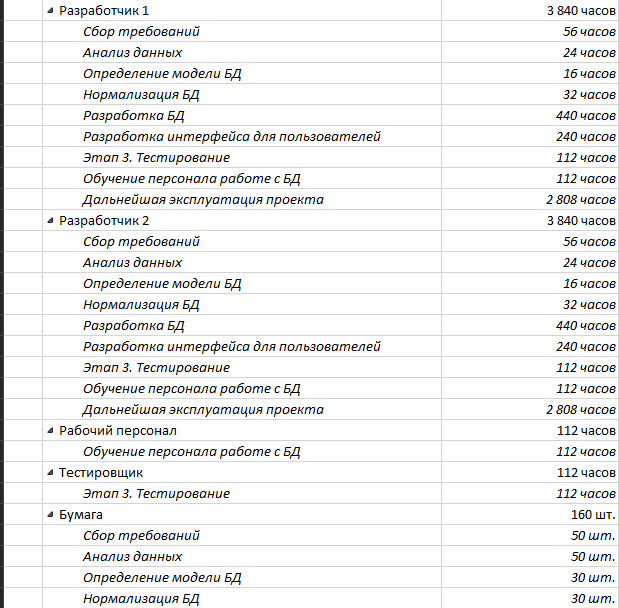 Разработчик 1 3 840 часов
Сбор требований 56 часов
Анализ данных 24 часов
Определение модели БД 16 часов
Нормализация БД 32 часов
Разработка БД 440 часов
Разработка интерфейса для пользователей 240 часов
Этап 3. Тестирование 112 часов
Обучение персонала работе с БД 112 часов
Дальнейшая эксплуатация проекта 2 808 часов
Разработчик 2 3 840 часов
Сбор требований 56 часов
Анализ данных 24 часов
Определение модели БД 16 часов
Нормализация БД 32 часов
Разработка БД 440 часов
Разработка интерфейса для пользователей 240 часов
Этап 3. Тестирование 112 часов
Обучение персонала работе с БД 112 часов
Дальнейшая эксплуатация проекта 2 808 часов
Рабочий персонал 112 часов
Обучение персонала работе с БД 112 часов
Тестировщик 112 часов
Этап 3. Тестирование 112 часов
Бумага 160 шт.
Сбор требований 50 шт.
Анализ данных 50 шт.
Определение модели БД 30 шт.
Нормализация БД 30 шт.